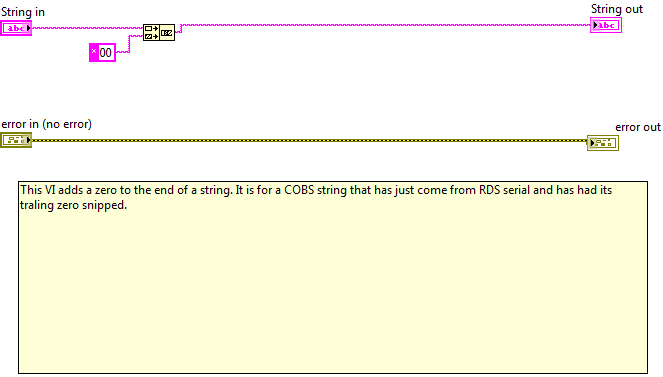 String in
String out
abc
abc
× 00
error in (no error)
error out
This VI adds a zero to the end of a string. It is for a COBS string that has just come from RDS serial and has had its
traling zero snipped.